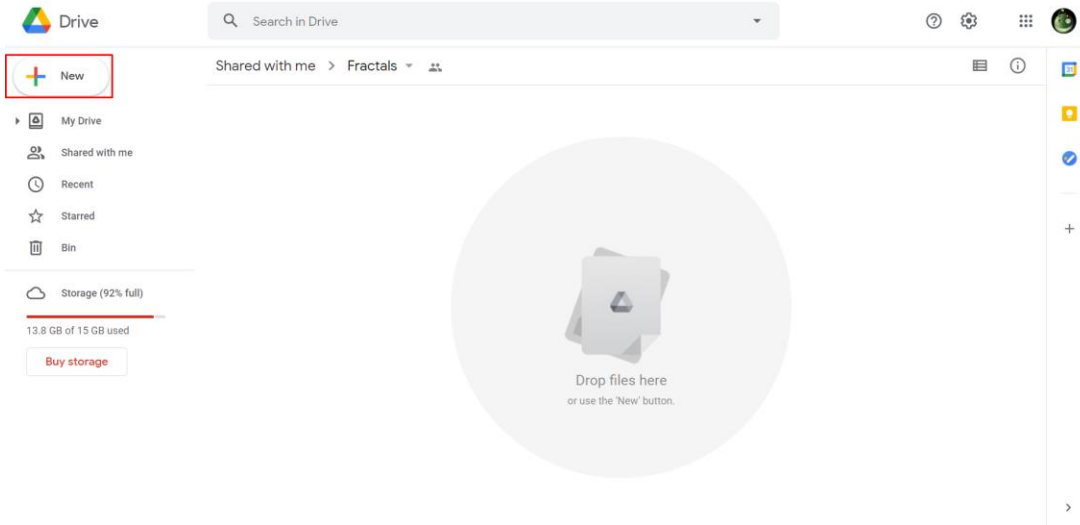 Drive
Search in Drive
New
Shared with me > Fractals
My Drive
Shared with me
Recent
Starred
Bin
Storage (92% full)
13.8 GB of 15 GB used
Buy storage
Drop files here
or use the 'New' button.
31